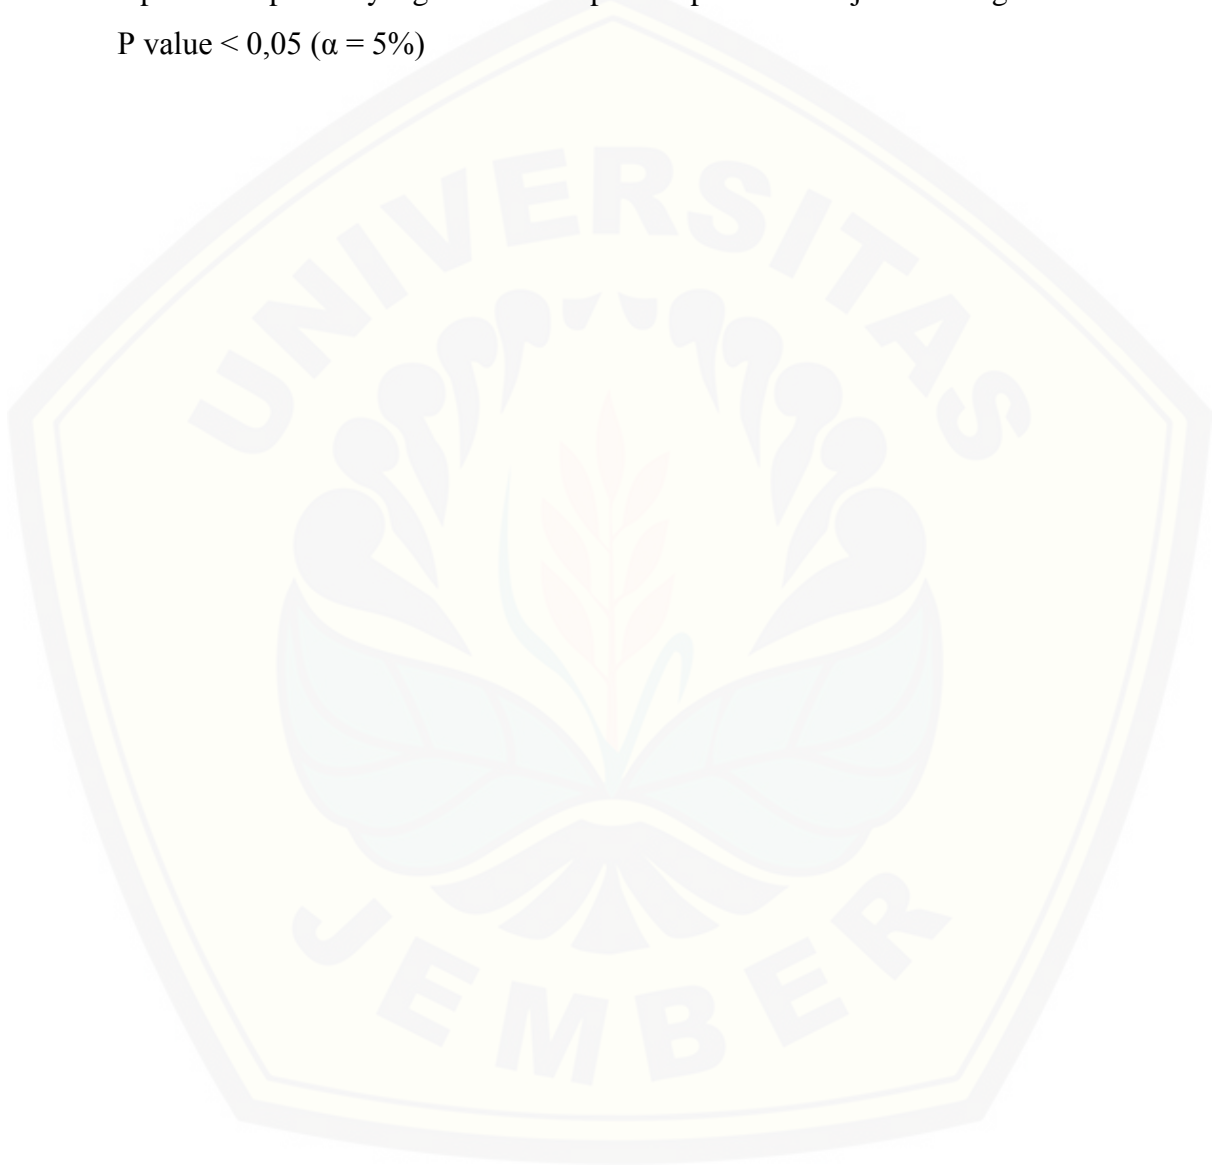 P value < 0,05 (α = 5%)
UNIVERSITAS
JEMBER